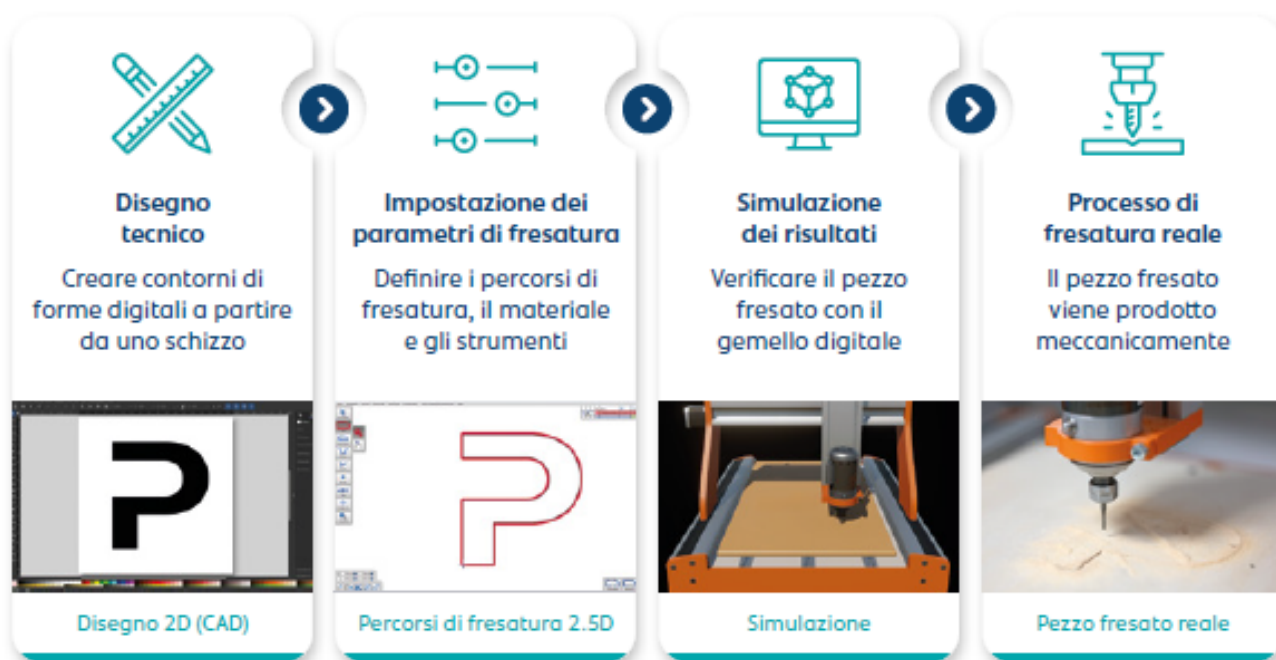 Disegno
tecnico
Creare contorni di
forme digitali a partire
da uno schizzo
Disegno 2D (CAD)
Impostazione dei
parametri di fresatura
Definire i percorsi di
fresatura, il materiale
e gli strumenti
Percorsi di fresatura 2.5D
Simulazione
dei risultati
Verificare il pezzo
fresato con il
gemello digitale
Simulazione
Processo di
fresatura reale
Il pezzo fresato
viene prodotto
meccanicamente
Pezzo fresato reale